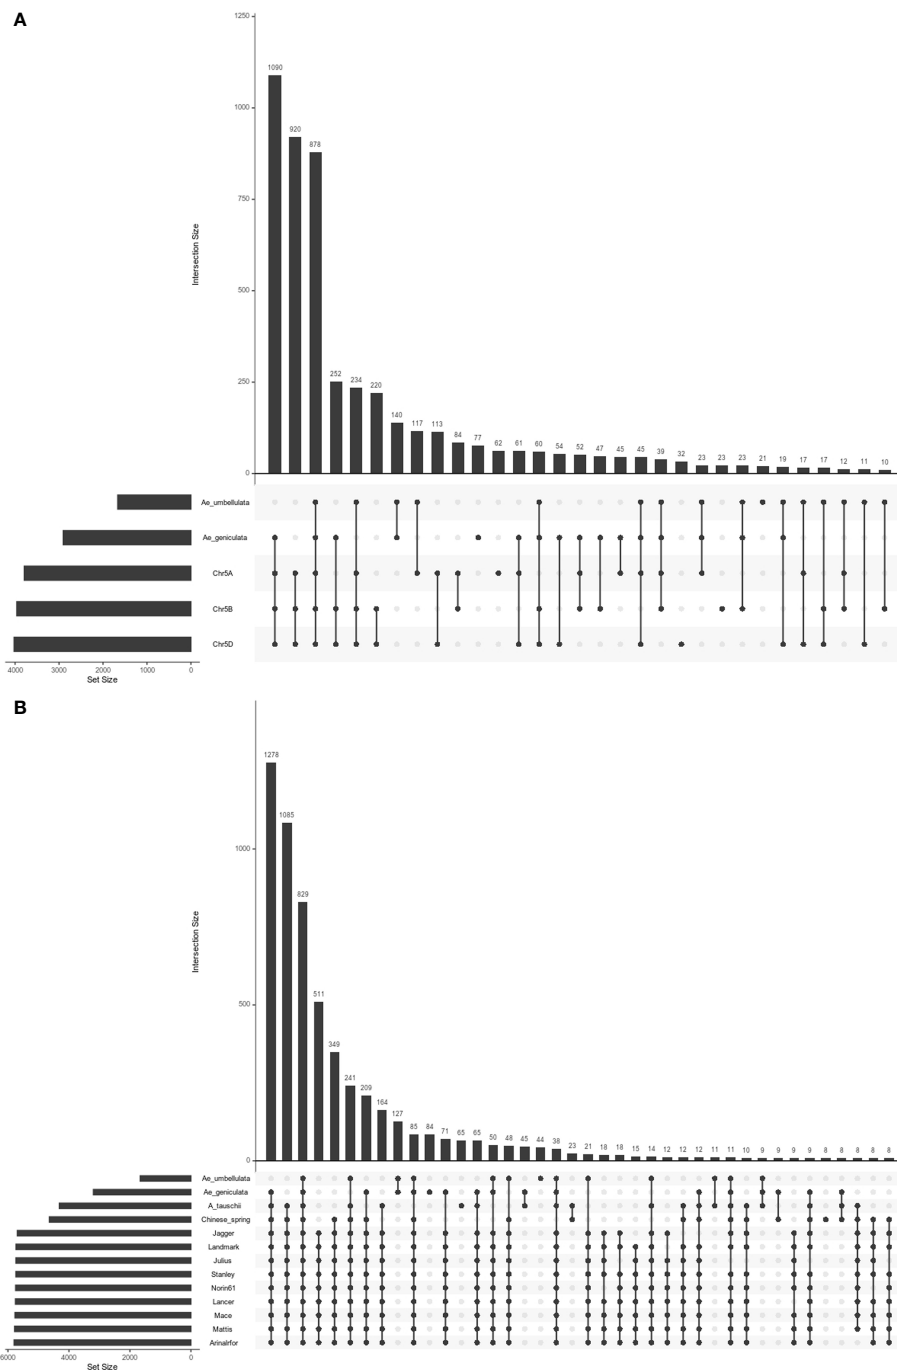 A
1250
1000
750
500
250
0
Intersection Size
1090 920 878 252 234 220 140 117 113 84 77 62 61 60 54 52 47 45 45 39 32 23 23 23 21 19 17 17 12 11 10
Ae_umbellulata
Ae_geniculata
Chr5A
Chr5B
Chr5D
4000 3000 2000 1000 0
Set Size
B
1000
500
0
Intersection Size
1278 1085 829 511 349 241 209 164 127 85 84 71 65 65 50 48 45 44 38 23 21 18 18 15 14 12 12 12 11 11 10 9 9 9 9 8 8 8 8 8
Ae_umbellulata
Ae_geniculata
A_tauschii
Chinese_spring
Jagger
Landmark
Julius
Stanley
Norin61
Lancer
Mace
Mattis
Arinalrfor
6000 4000 2000 0
Set Size